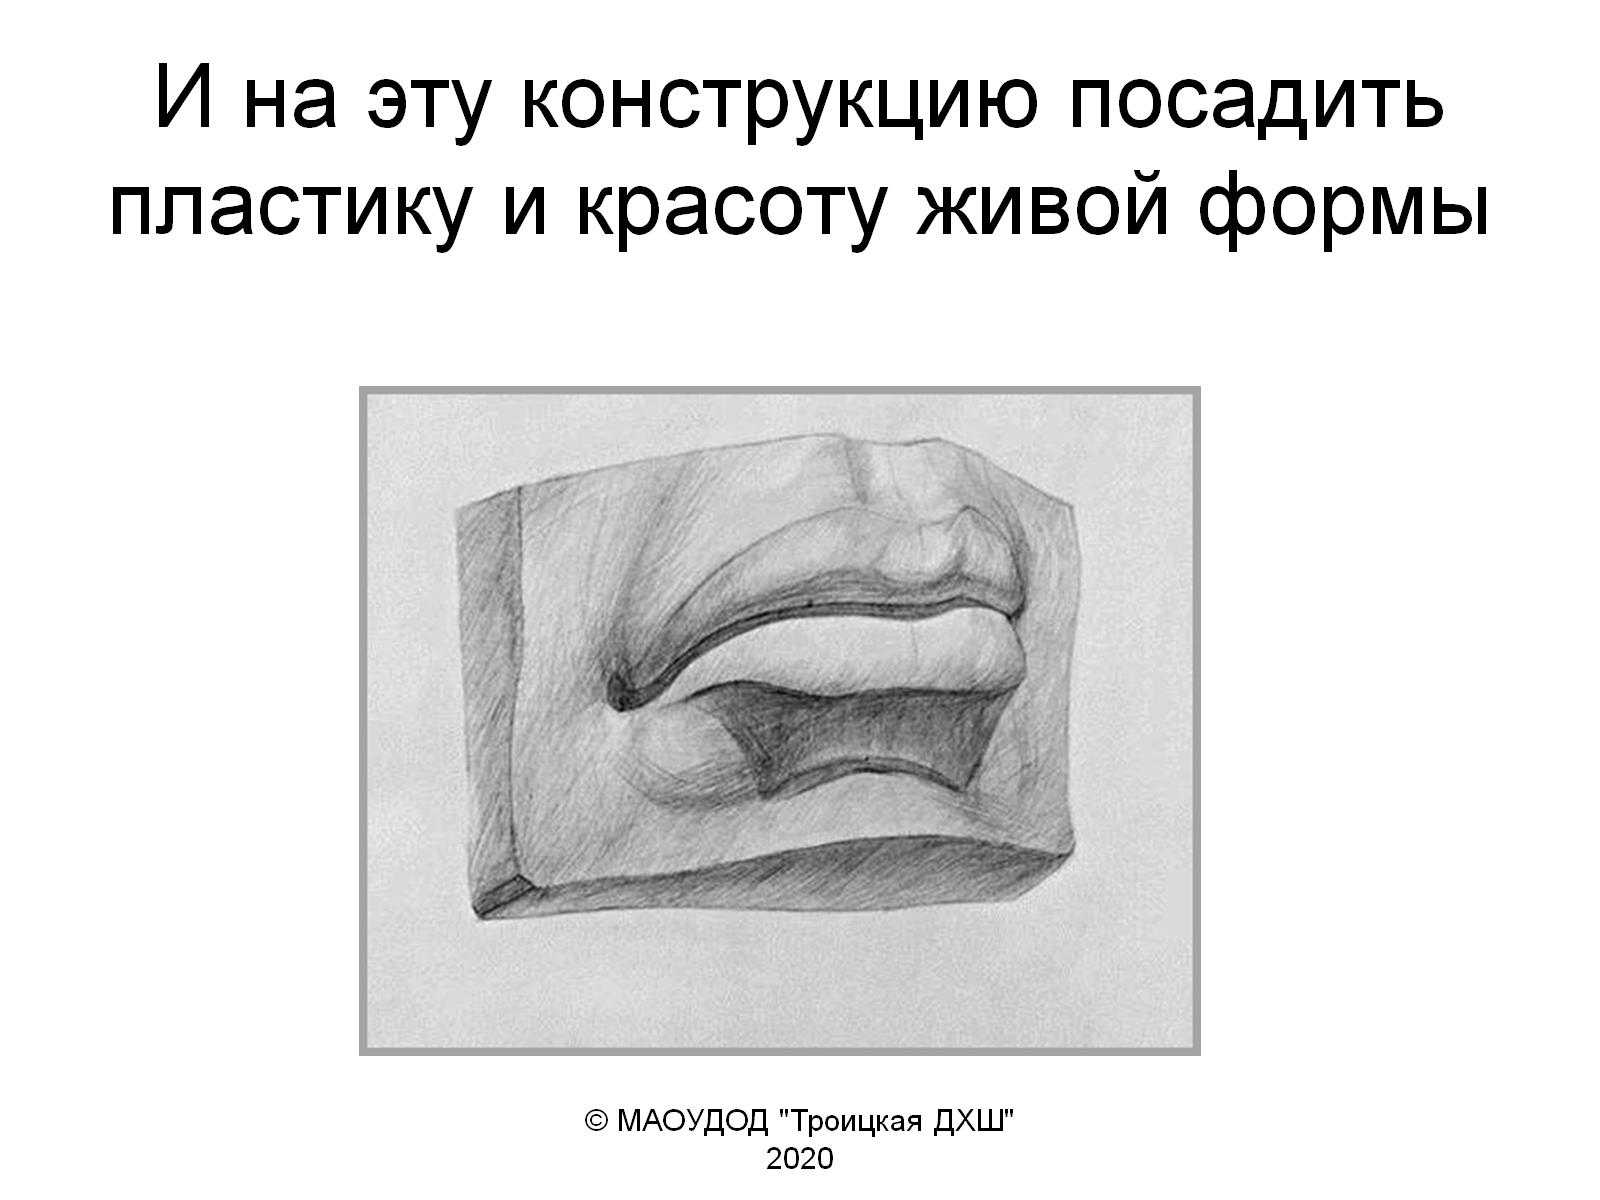 И на эту конструкцию посадить
пластику и красоту живой формы
© МАОУДОД "Троицкая ДХШ"
2020